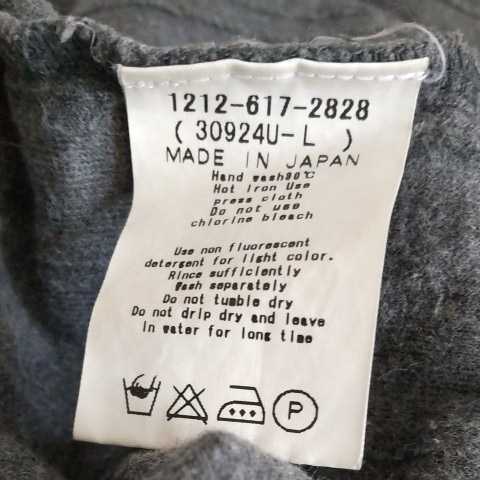 1212-617-2828
( 30924U-L )
MADE IN JAPAN
Hand wash30℃
Hot Iron Use
press cloth
Do not use
chlorine bleach
Use non fluorescent
detergent for light color.
Rince sufficiently
Wash separately
Do not tumble dry
Do not drip dry and leave
in water for long time
P